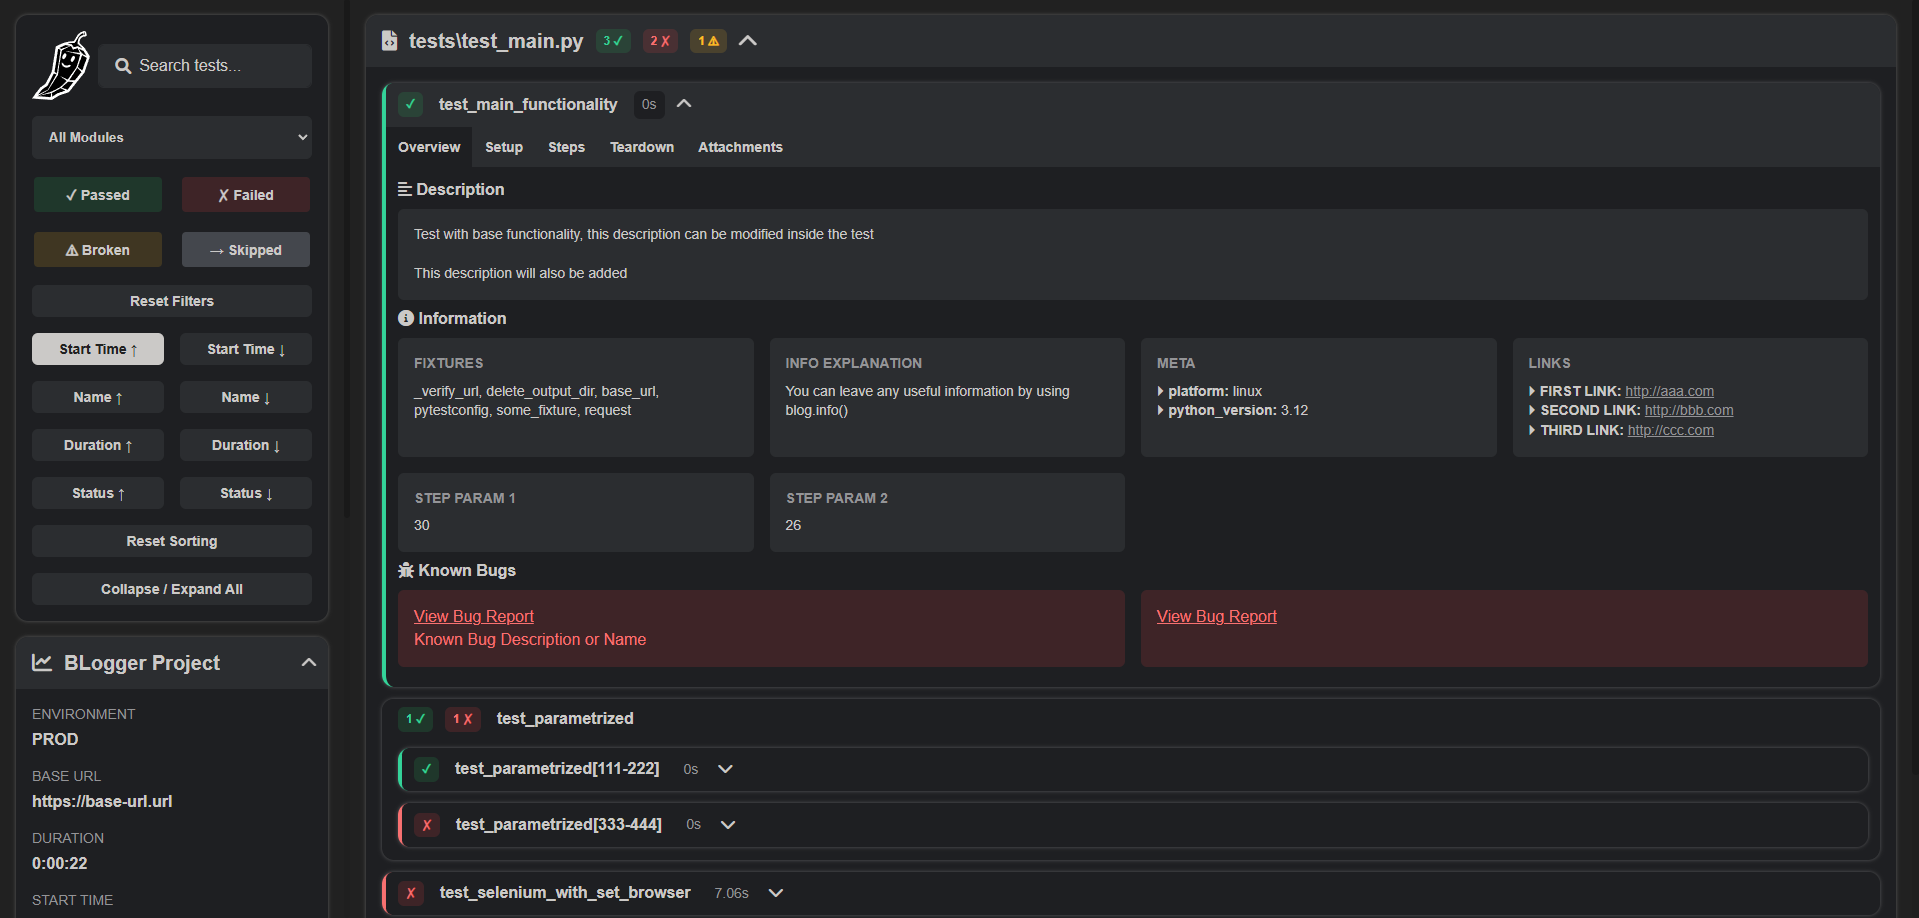 Search tests...
All Modules
✓ Passed
✗ Failed
⚠ Broken
→ Skipped
Reset Filters
Start Time ↑
Start Time ↓
Name ↑
Name ↓
Duration ↑
Duration ↓
Status ↑
Status ↓
Reset Sorting
Collapse / Expand All
BLogger Project
ENVIRONMENT
PROD
BASE URL
https://base-url.url
DURATION
0:00:22
START TIME
tests\test_main.py 3 ✓ 2 ✗ 1 ⚠
✓ test_main_functionality 0s
Overview Setup Steps Teardown Attachments
Description
Test with base functionality, this description can be modified inside the test
This description will also be added
Information
FIXTURES
_verify_url, delete_output_dir, base_url,
pytestconfig, some_fixture, request
INFO EXPLANATION
You can leave any useful information by using
blog.info()
META
platform: linux
python_version: 3.12
LINKS
FIRST LINK: http://aaa.com
SECOND LINK: http://bbb.com
THIRD LINK: http://ccc.com
STEP PARAM 1
30
STEP PARAM 2
26
Known Bugs
View Bug Report
Known Bug Description or Name
View Bug Report
1 ✓ 1 ✗ test_parametrized
✓ test_parametrized[111-222] 0s
✗ test_parametrized[333-444] 0s
✗ test_selenium_with_set_browser 7.06s